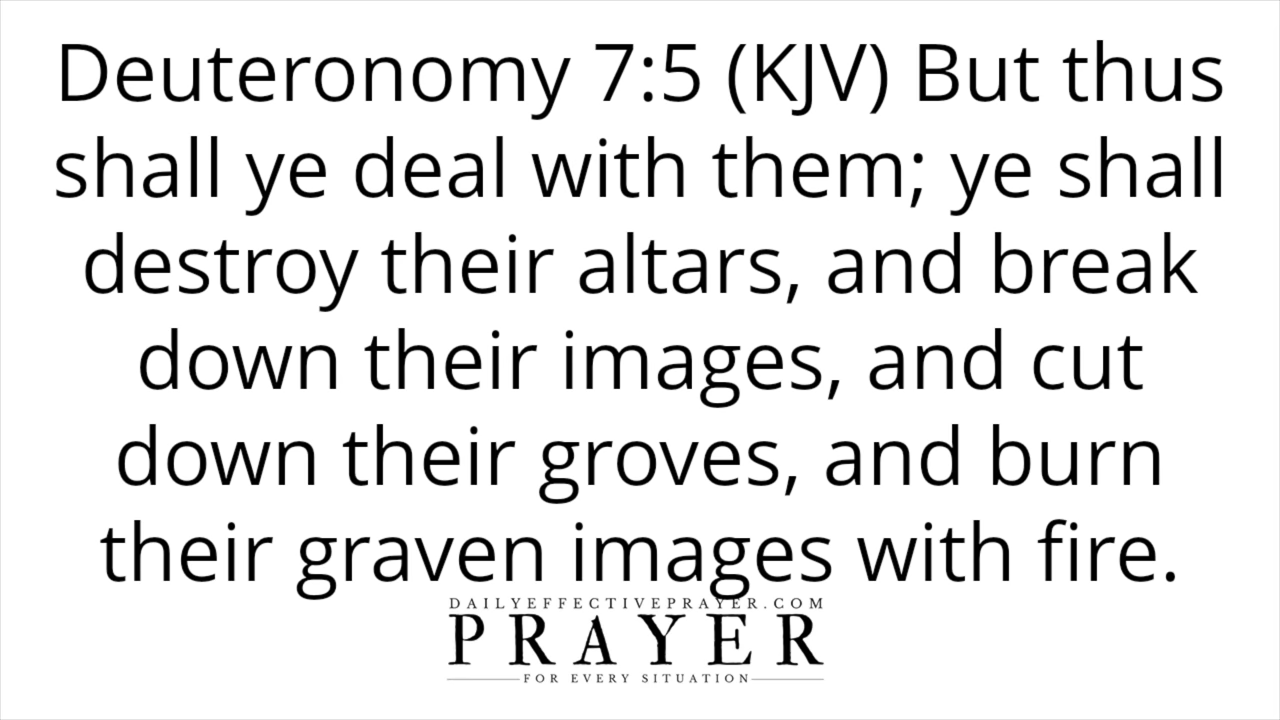 Deuteronomy 7:5 (KJV) But thus
shall ye deal with them; ye shall
destroy their altars, and break
down their images, and cut
down their groves, and burn
their graven images with fire.
DAILYEFFECTIVEPRAYER.COM
PRAYER
FOR EVERY SITUATION